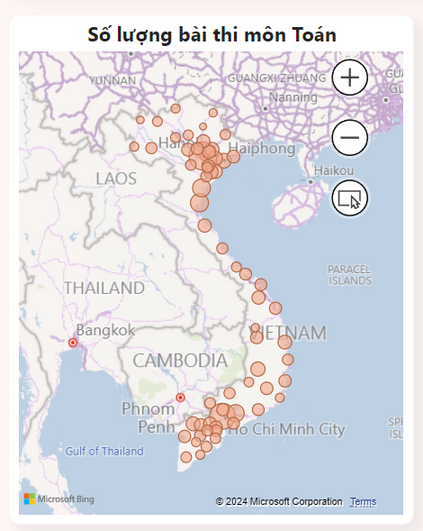 Số lượng bài thi môn Toán
YUNNAN
GUANGXI ZHUANG
Nanning
Haiphong
LAOS
Haikou
PARACEL
ISLANDS
THAILAND
Bangkok
VIETNAM
CAMBODIA
Phnom
Penh
Ho Chi Minh City
Gulf of Thailand
Microsoft Bing
© 2024 Microsoft Corporation Terms